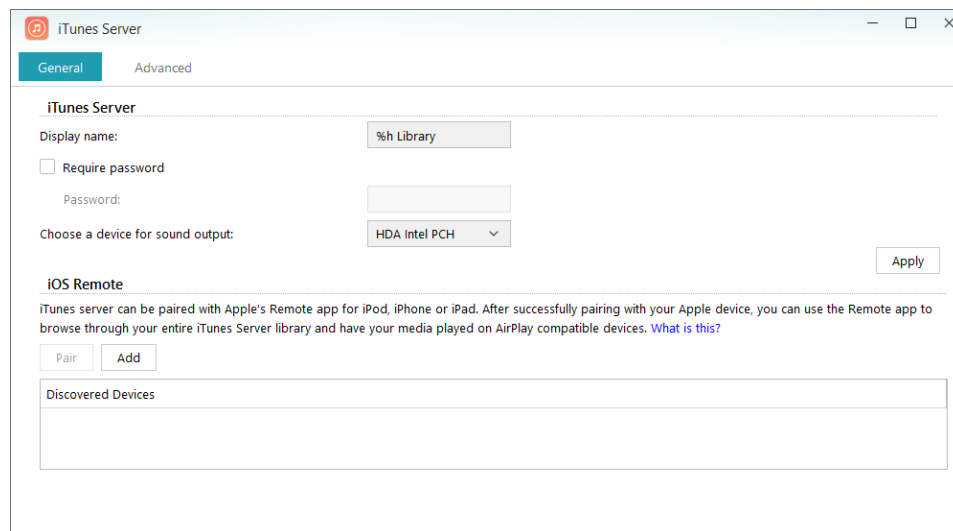 iTunes Server
General
Advanced
iTunes Server
Display name:
%h Library
Require password
Password:
Choose a device for sound output:
HDA Intel PCH
Apply
iOS Remote
iTunes server can be paired with Apple's Remote app for iPod, iPhone or iPad. After successfully pairing with your Apple device, you can use the Remote app to
browse through your entire iTunes Server library and have your media played on AirPlay compatible devices. What is this?
Pair
Add
Discovered Devices